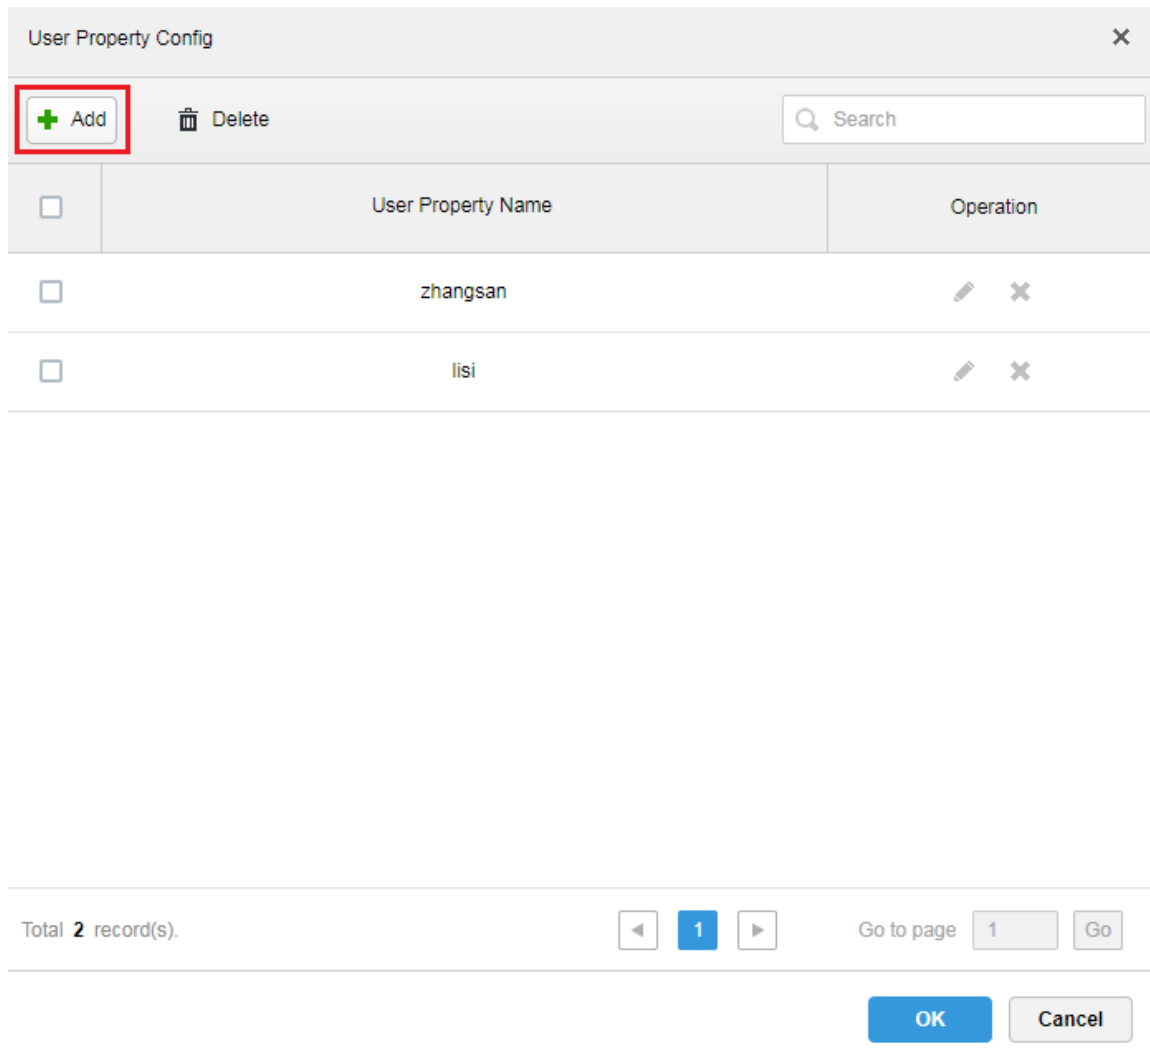 User Property Config
Add Delete Search
User Property Name Operation
zhangsan
lisi
Total 2 record(s). 1 Go to page 1 Go
OK Cancel